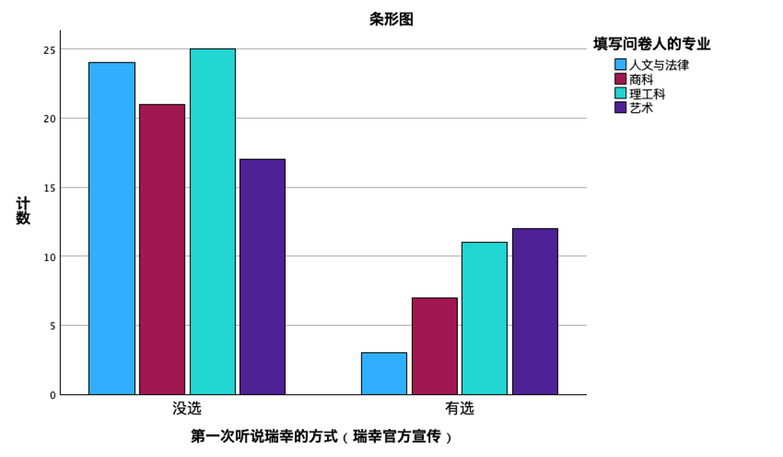 条形图
填写问卷人的专业
人文与法律
商科
理工科
艺术
计数
25
20
15
10
5
0
没选
有选
第一次听说瑞幸的方式（瑞幸官方宣传）